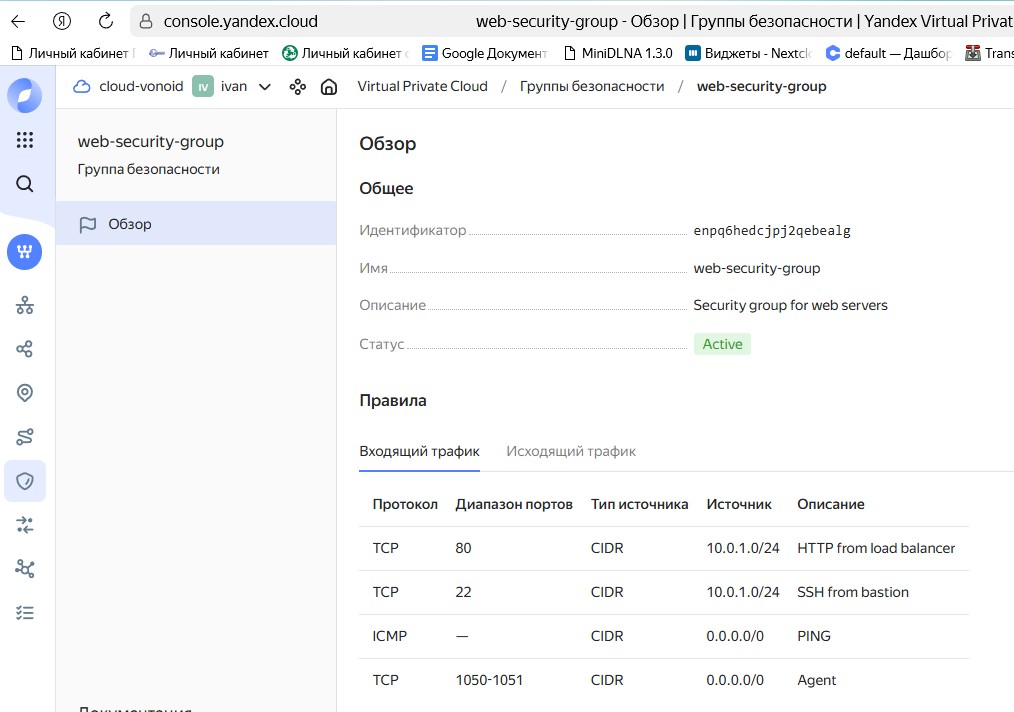 console.yandex.cloud web-security-group - Обзор | Группы безопасности | Yandex Virtual Privat
Личный кабинет Личный кабинет Личный кабинет Google Документ MiniDLNA 1.3.0 Виджеты - Nextclo default — Дашбор Trans
cloud-vonoid IV ivan Virtual Private Cloud / Группы безопасности / web-security-group
web-security-group
Группа безопасности
Обзор
Обзор
Общее
Идентификатор enpq6hedcjpj2qebealg
Имя web-security-group
Описание Security group for web servers
Статус Active
Правила
Входящий трафик Исходящий трафик
Протокол Диапазон портов Тип источника Источник Описание
TCP 80 CIDR 10.0.1.0/24 HTTP from load balancer
TCP 22 CIDR 10.0.1.0/24 SSH from bastion
ICMP — CIDR 0.0.0.0/0 PING
TCP 1050-1051 CIDR 0.0.0.0/0 Agent
Документация